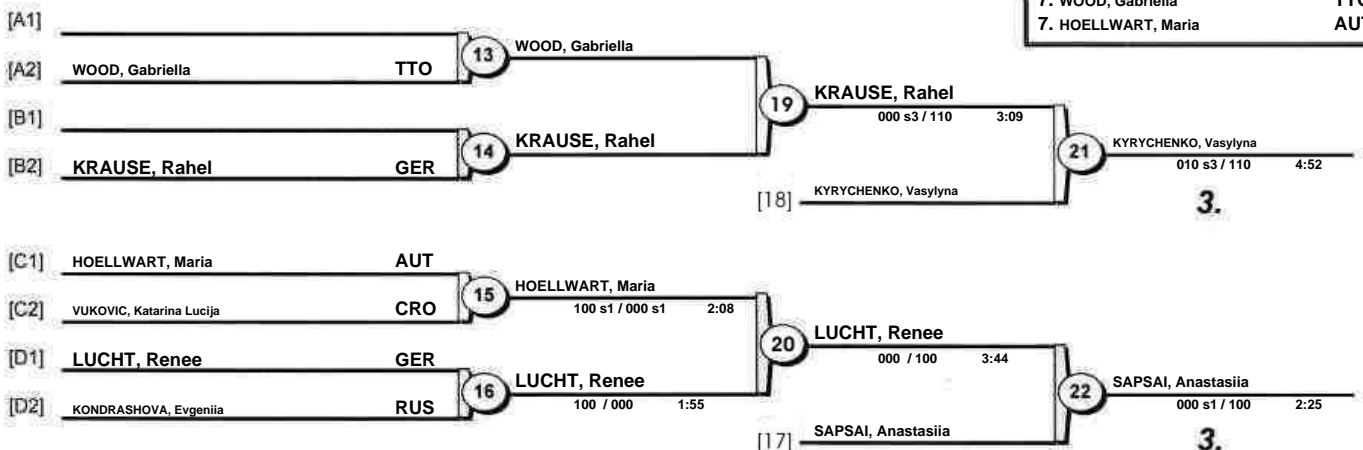 7. WOOD, Gabriella TTO
7. HOELLWART, Maria AUT
[A1]
[A2] WOOD, Gabriella TTO
13 WOOD, Gabriella
[B1]
[B2] KRAUSE, Rahel GER
14 KRAUSE, Rahel
19 KRAUSE, Rahel
000 s3 / 110 3:09
[18] KYRYCHENKO, Vasylyna
21 KYRYCHENKO, Vasylyna
010 s3 / 110 4:52
3.
[C1] HOELLWART, Maria AUT
[C2] VUKOVIC, Katarina Lucija CRO
15 HOELLWART, Maria
100 s1 / 000 s1 2:08
[D1] LUCHT, Renee GER
[D2] KONDRASHOVA, Evgeniia RUS
16 LUCHT, Renee
100 / 000 1:55
20 LUCHT, Renee
000 / 100 3:44
[17] SAPSAI, Anastasiia
22 SAPSAI, Anastasiia
000 s1 / 100 2:25
3.